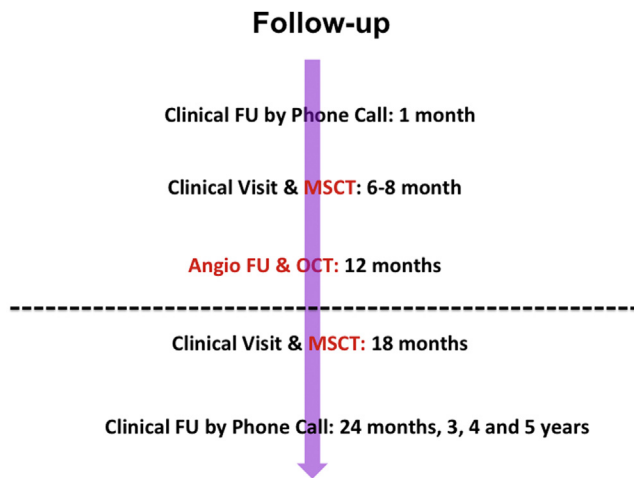 Follow-up
Clinical FU by Phone Call: 1 month
Clinical Visit & MSCT: 6-8 month
Angio FU & OCT: 12 months
Clinical Visit & MSCT: 18 months
Clinical FU by Phone Call: 24 months, 3, 4 and 5 years